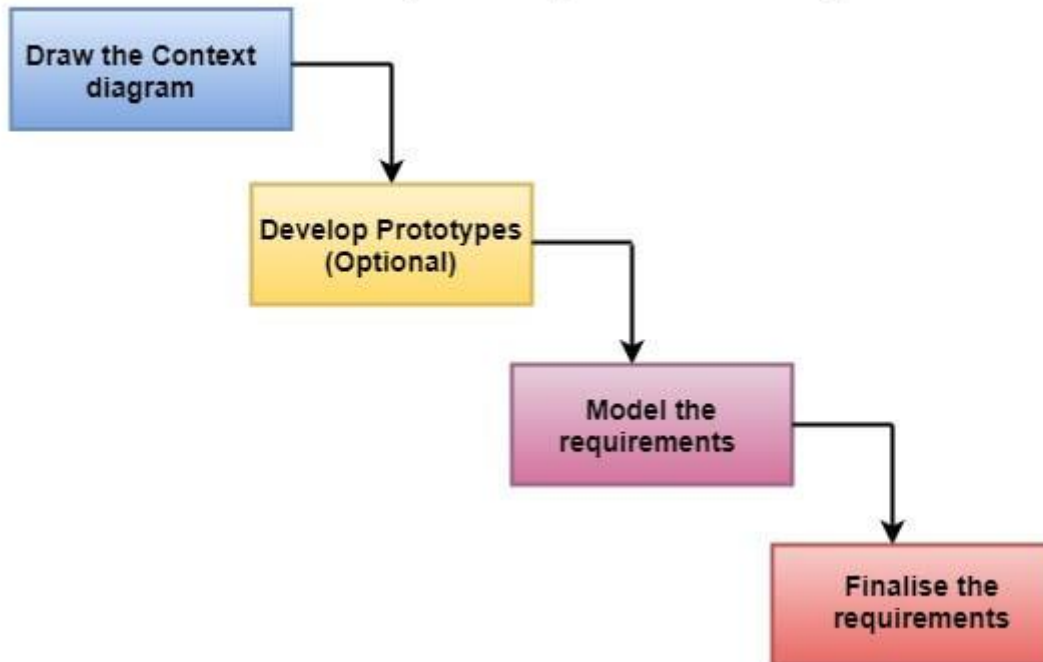 Draw the Context
diagram
Develop Prototypes
(Optional)
Model the
requirements
Finalise the
requirements